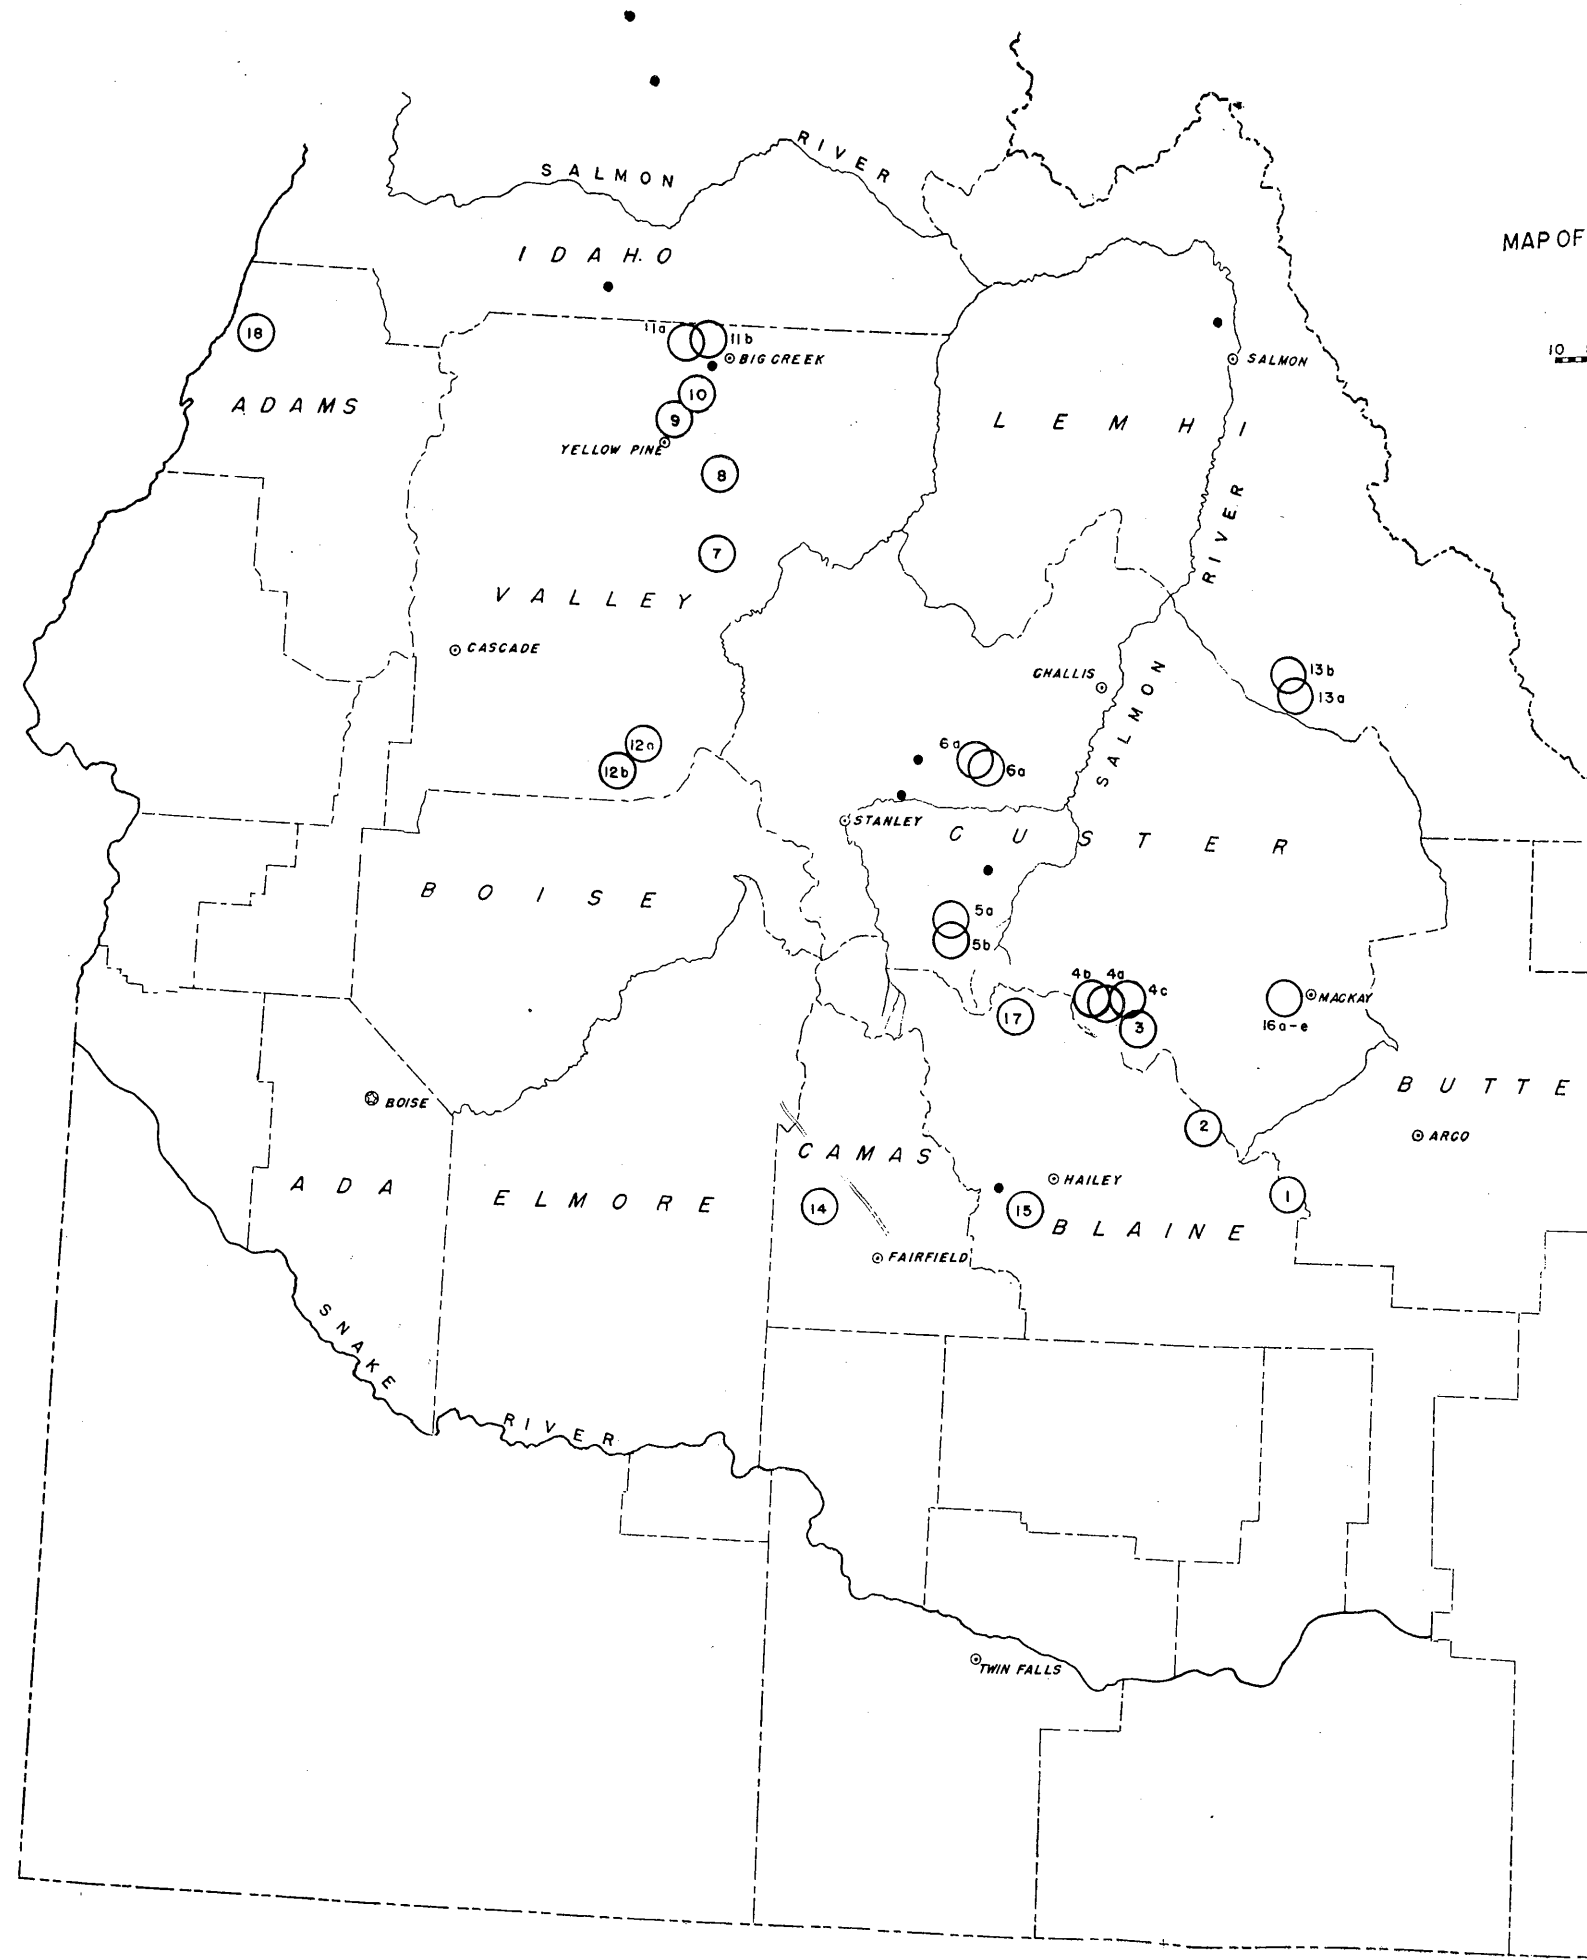 SALMON RIVER
IDAHO
MAP OF
11a
11b
18
BIG CREEK
10
SALMON
10
ADAMS
9
LEMHI
YELLOW PINE
8
RIVER
7
VALLEY
CASCADE
CHALLIS
13b
13a
SALMON
12a
6a
6a
12b
STANLEY
CUSTER
BOISE
5a
5b
4b
4a
4c
MACKAY
17
3
16a-e
BUTTE
BOISE
2
ARCO
CAMAS
HAILEY
ADA
ELMORE
1
14
15
BLAINE
FAIRFIELD
SNAKE
RIVER
TWIN FALLS